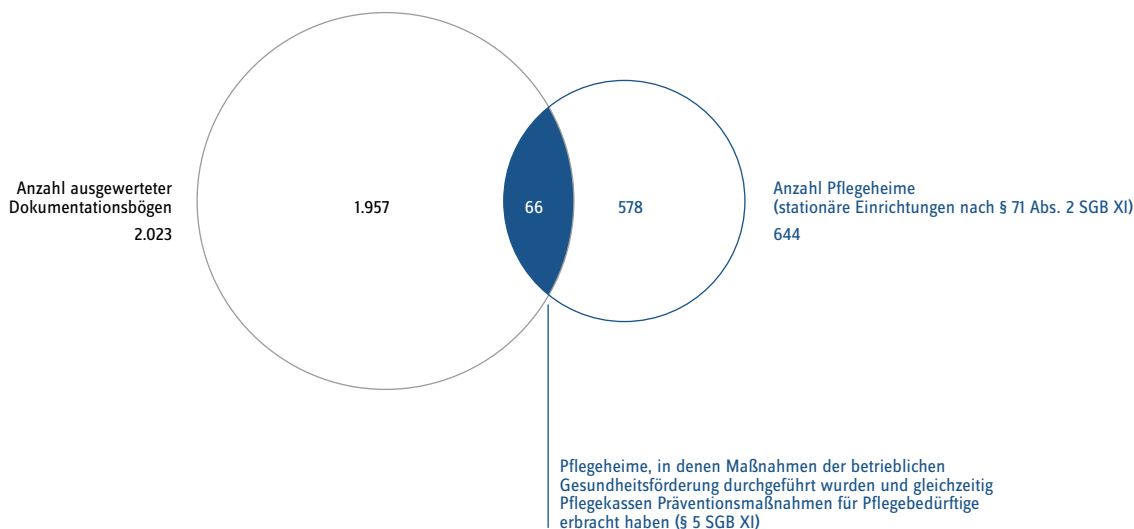 Anzahl ausgewerteter
Dokumentationsbögen
2.023
1.957
66
578
Anzahl Pflegeheime
(stationäre Einrichtungen nach § 71 Abs. 2 SGB XI)
644
Pflegeheime, in denen Maßnahmen der betrieblichen
Gesundheitsförderung durchgeführt wurden und gleichzeitig
Pflegekassen Präventionsmaßnahmen für Pflegebedürftige
erbracht haben (§ 5 SGB XI)